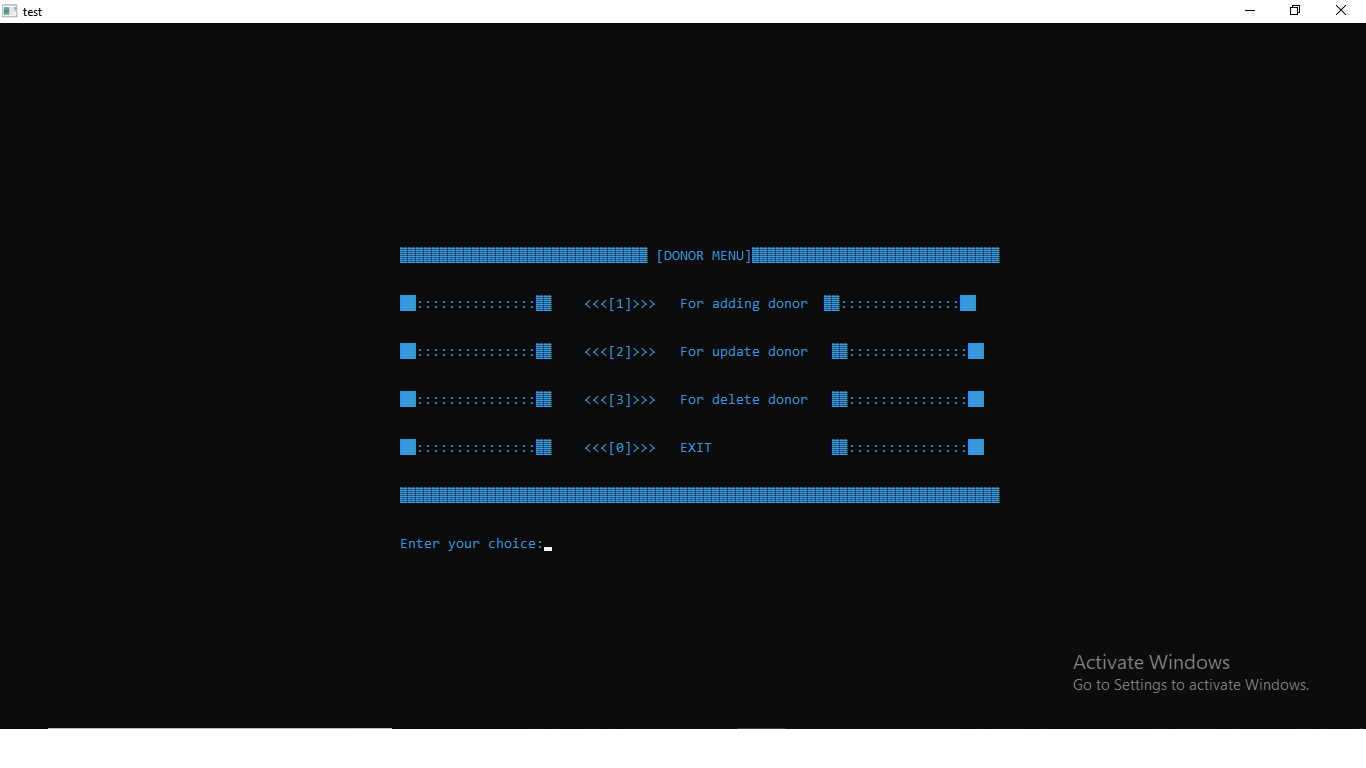 test
[DONOR MENU]
::::::::::::::: <<<[1]>>> For adding donor :::::::::::::::
::::::::::::::: <<<[2]>>> For update donor :::::::::::::::
::::::::::::::: <<<[3]>>> For delete donor :::::::::::::::
::::::::::::::: <<<[0]>>> EXIT :::::::::::::::
Enter your choice:
Activate Windows
Go to Settings to activate Windows.